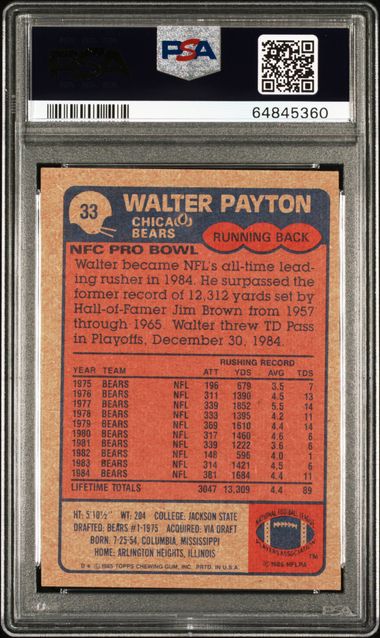 PSA
64845360
33 WALTER PAYTON
CHICAGO
BEARS
RUNNING BACK
NFC PRO BOWL
Walter became NFL's all-time lead-
ing rusher in 1984. He surpassed the
former record of 12,312 yards set by
Hall-of-Famer Jim Brown from 1957
through 1965. Walter threw TD Pass
in Playoffs, December 30, 1984.
RUSHING RECORD
YEAR TEAM ATT YDS AVG TDS
1975 BEARS NFL 196 679 3.5 7
1976 BEARS NFL 311 1390 4.5 13
1977 BEARS NFL 339 1852 5.5 14
1978 BEARS NFL 333 1395 4.2 11
1979 BEARS NFL 369 1610 4.4 14
1980 BEARS NFL 317 1460 4.6 6
1981 BEARS NFL 339 1222 3.6 6
1982 BEARS NFL 148 596 4.0 1
1983 BEARS NFL 314 1421 4.5 6
1984 BEARS NFL 381 1684 4.4 11
LIFETIME TOTALS 3047 13,309 4.4 89
HT: 5'10½" WT: 204 COLLEGE: JACKSON STATE
DRAFTED: BEARS #1-1975 ACQUIRED: VIA DRAFT
BORN: 7-25-54, COLUMBIA, MISSISSIPPI
HOME: ARLINGTON HEIGHTS, ILLINOIS
© 1985 TOPPS CHEWING GUM, INC. PRTD. IN U.S.A.
NATIONAL FOOTBALL LEAGUE
PLAYERS ASSOCIATION
TM
© 1985 NFLPA